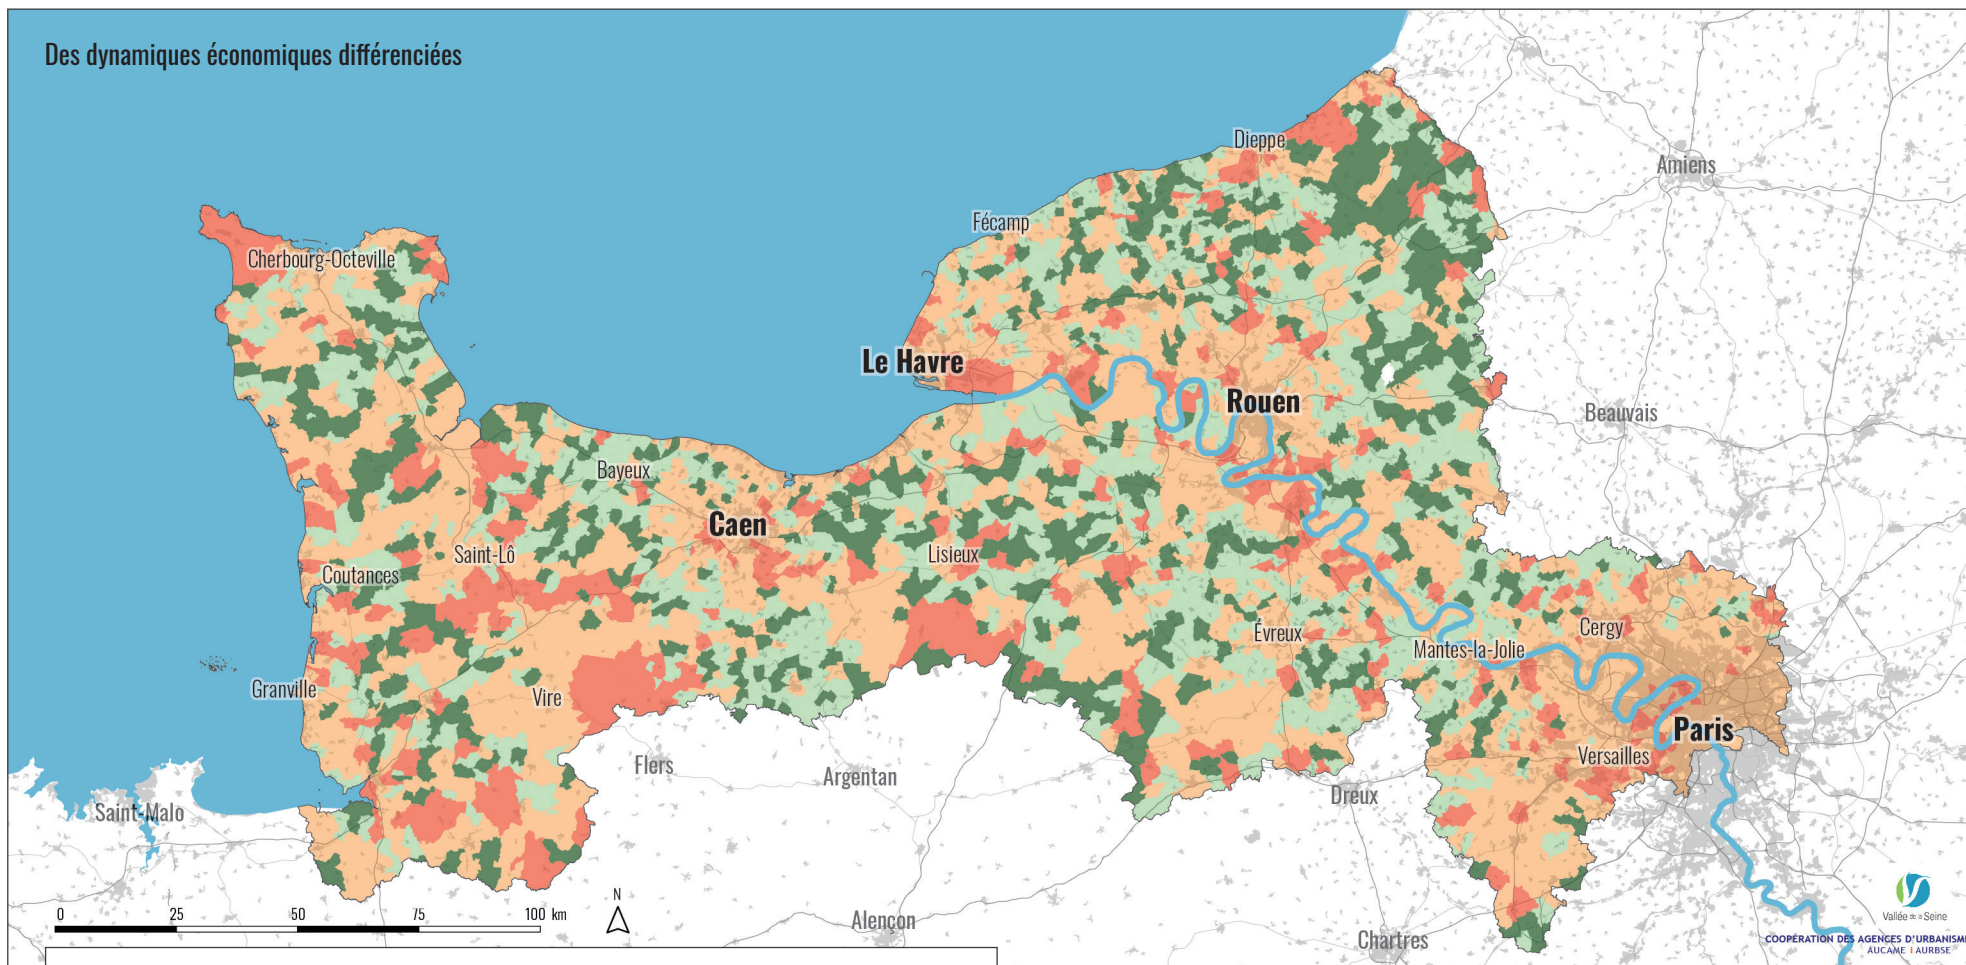 Des dynamiques économiques différenciées
Dieppe
Amiens
Fécamp
Cherbourg-Octeville
Le Havre
Rouen
Beauvais
Bayeux
Caen
Saint-Lô
Lisieux
Coutances
Évreux
Cergy
Mantes-la-Jolie
Granville
Vire
Paris
Versailles
Flers
Argentan
Dreux
Saint-Malo
N
0 25 50 75 100 km
Alençon
Chartres
Vallée de la Seine
COOPÉRATION DES AGENCES D'URBANISME
AUCAME | AURBSE